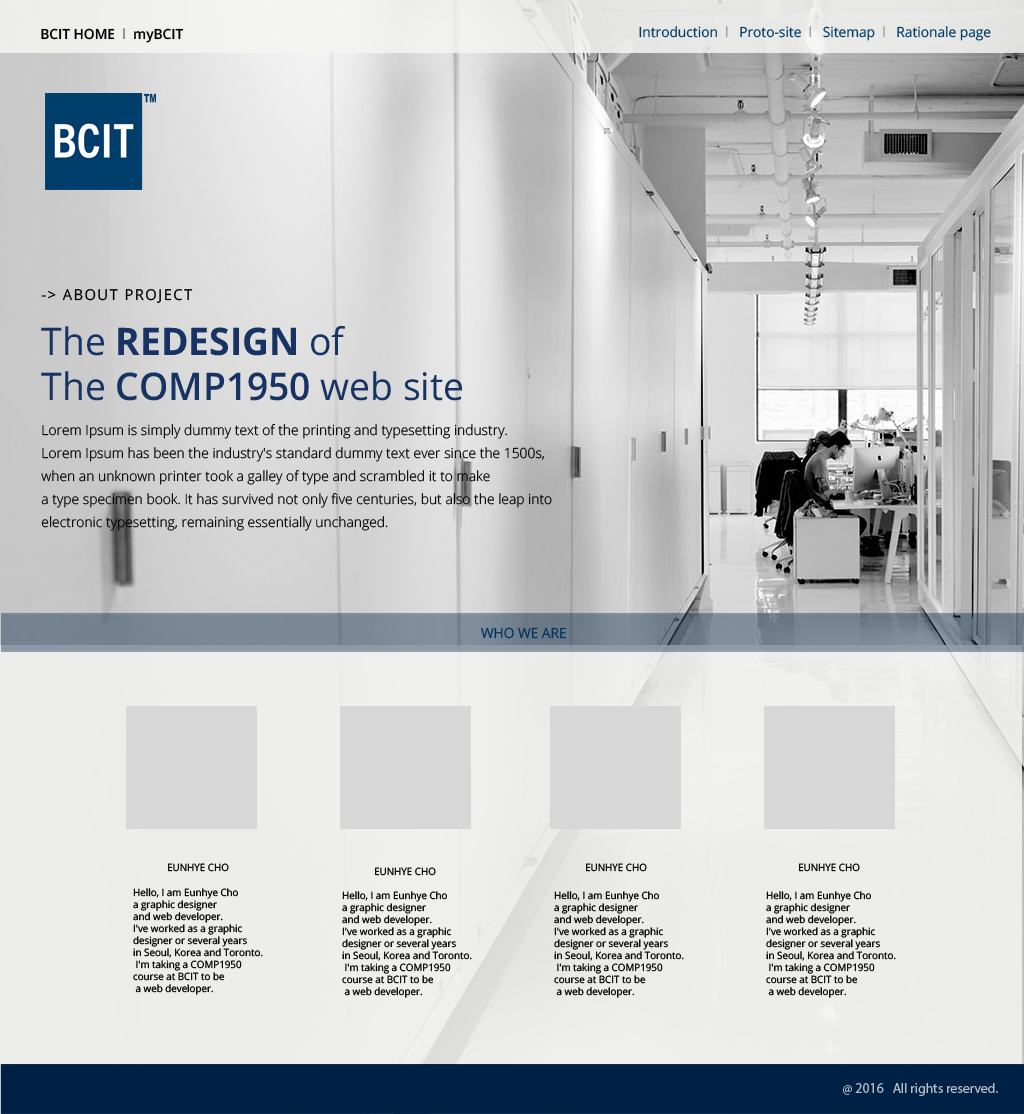 BCIT HOME | myBCIT
Introduction | Proto-site | Sitemap | Rationale page
BCIT™
-> ABOUT PROJECT
The REDESIGN of
The COMP1950 web site
Lorem Ipsum is simply dummy text of the printing and typesetting industry.
Lorem Ipsum has been the industry's standard dummy text ever since the 1500s,
when an unknown printer took a galley of type and scrambled it to make
a type specimen book. It has survived not only five centuries, but also the leap into
electronic typesetting, remaining essentially unchanged.
WHO WE ARE
EUNHYE CHO
Hello, I am Eunhye Cho
a graphic designer
and web developer.
I've worked as a graphic
designer or several years
in Seoul, Korea and Toronto.
I'm taking a COMP1950
course at BCIT to be
a web developer.
EUNHYE CHO
Hello, I am Eunhye Cho
a graphic designer
and web developer.
I've worked as a graphic
designer or several years
in Seoul, Korea and Toronto.
I'm taking a COMP1950
course at BCIT to be
a web developer.
EUNHYE CHO
Hello, I am Eunhye Cho
a graphic designer
and web developer.
I've worked as a graphic
designer or several years
in Seoul, Korea and Toronto.
I'm taking a COMP1950
course at BCIT to be
a web developer.
EUNHYE CHO
Hello, I am Eunhye Cho
a graphic designer
and web developer.
I've worked as a graphic
designer or several years
in Seoul, Korea and Toronto.
I'm taking a COMP1950
course at BCIT to be
a web developer.
@ 2016 All rights reserved.